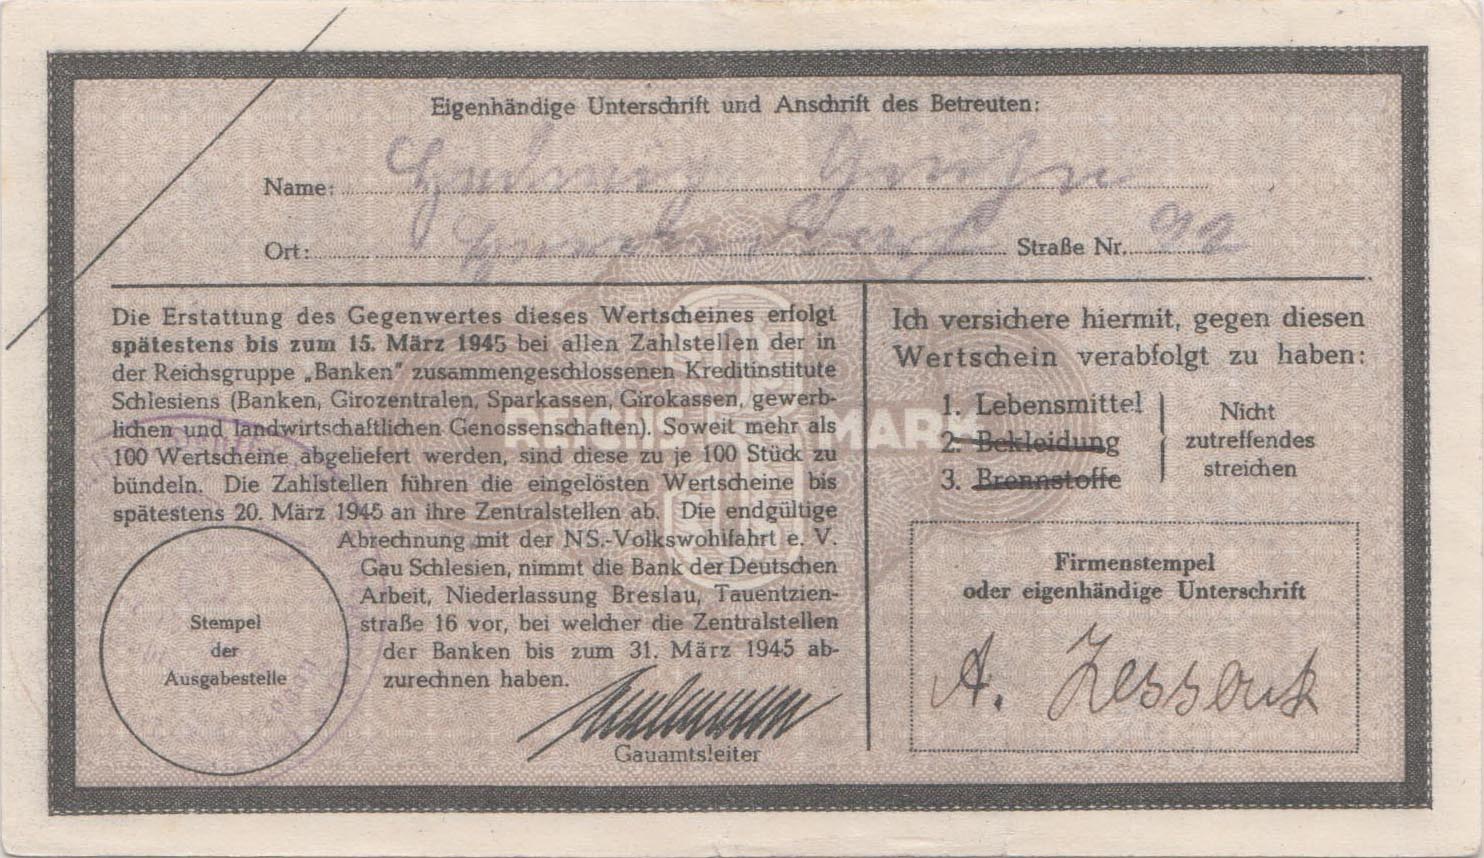 Eigenhändige Unterschrift und Anschrift des Betreuten:
Name: Hedwig
Ort: Straße Nr. 92
Die Erstattung des Gegenwertes dieses Wertscheines erfolgt
spätestens bis zum 15. März 1945 bei allen Zahlstellen der in
der Reichsgruppe „Banken" zusammengeschlossenen Kreditinstitute
Schlesiens (Banken, Girozentralen, Sparkassen, Girokassen, gewerb-
lichen und landwirtschaftlichen Genossenschaften). Soweit mehr als
100 Wertscheine abgeliefert werden, sind diese zu je 100 Stück zu
bündeln. Die Zahlstellen führen die eingelösten Wertscheine bis
spätestens 20. März 1945 an ihre Zentralstellen ab. Die endgültige
Abrechnung mit der NS.-Volkswohlfahrt e. V.
Gau Schlesien, nimmt die Bank der Deutschen
Arbeit, Niederlassung Breslau, Tauentzien-
straße 16 vor, bei welcher die Zentralstellen
der Banken bis zum 31. März 1945 ab-
zurechnen haben.
Gauamtsleiter
Stempel
der
Ausgabestelle
REICHS MARK
Ich versichere hiermit, gegen diesen
Wertschein verabfolgt zu haben:
1. Lebensmittel
2. Bekleidung
3. Brennstoffe
Nicht
zutreffendes
streichen
Firmenstempel
oder eigenhändige Unterschrift
A.